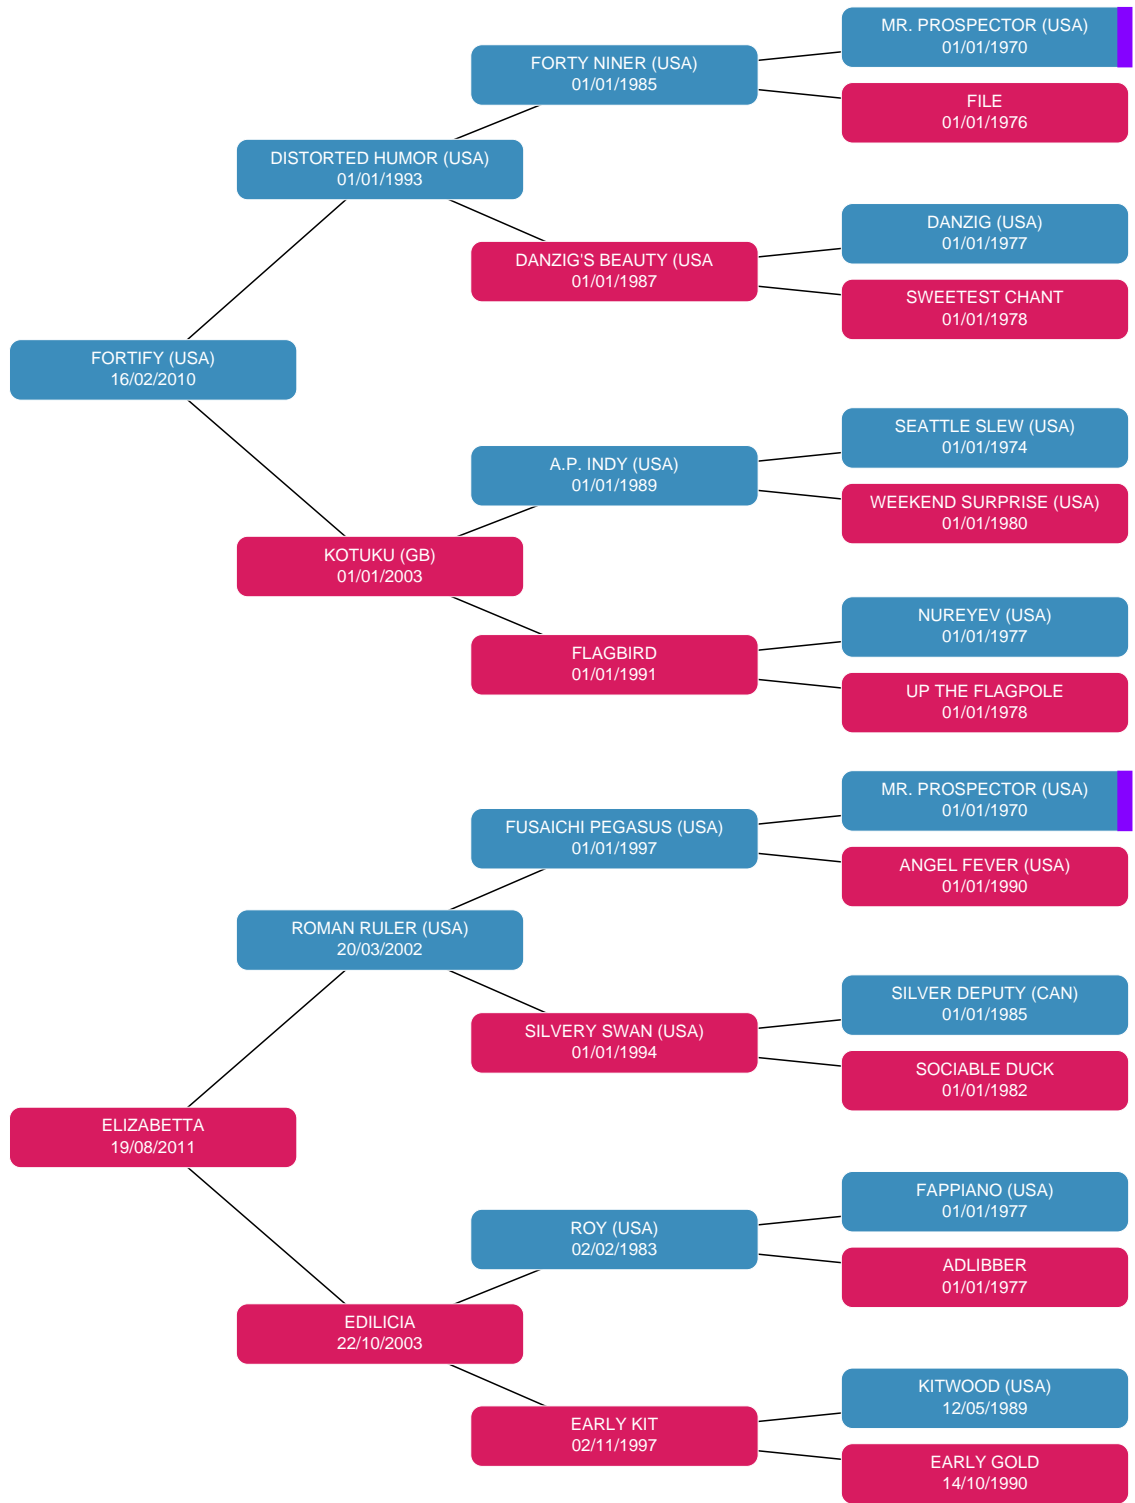 MR. PROSPECTOR (USA)
01/01/1970
FORTY NINER (USA)
01/01/1985
FILE
01/01/1976
DISTORTED HUMOR (USA)
01/01/1993
DANZIG (USA)
01/01/1977
DANZIG'S BEAUTY (USA
01/01/1987
SWEETEST CHANT
01/01/1978
FORTIFY (USA)
16/02/2010
SEATTLE SLEW (USA)
01/01/1974
A.P. INDY (USA)
01/01/1989
WEEKEND SURPRISE (USA)
01/01/1980
KOTUKU (GB)
01/01/2003
NUREYEV (USA)
01/01/1977
FLAGBIRD
01/01/1991
UP THE FLAGPOLE
01/01/1978
MR. PROSPECTOR (USA)
01/01/1970
FUSAICHI PEGASUS (USA)
01/01/1997
ANGEL FEVER (USA)
01/01/1990
ROMAN RULER (USA)
20/03/2002
SILVER DEPUTY (CAN)
01/01/1985
SILVERY SWAN (USA)
01/01/1994
SOCIABLE DUCK
01/01/1982
ELIZABETTA
19/08/2011
FAPPIANO (USA)
01/01/1977
ROY (USA)
02/02/1983
ADLIBBER
01/01/1977
EDILICIA
22/10/2003
KITWOOD (USA)
12/05/1989
EARLY KIT
02/11/1997
EARLY GOLD
14/10/1990